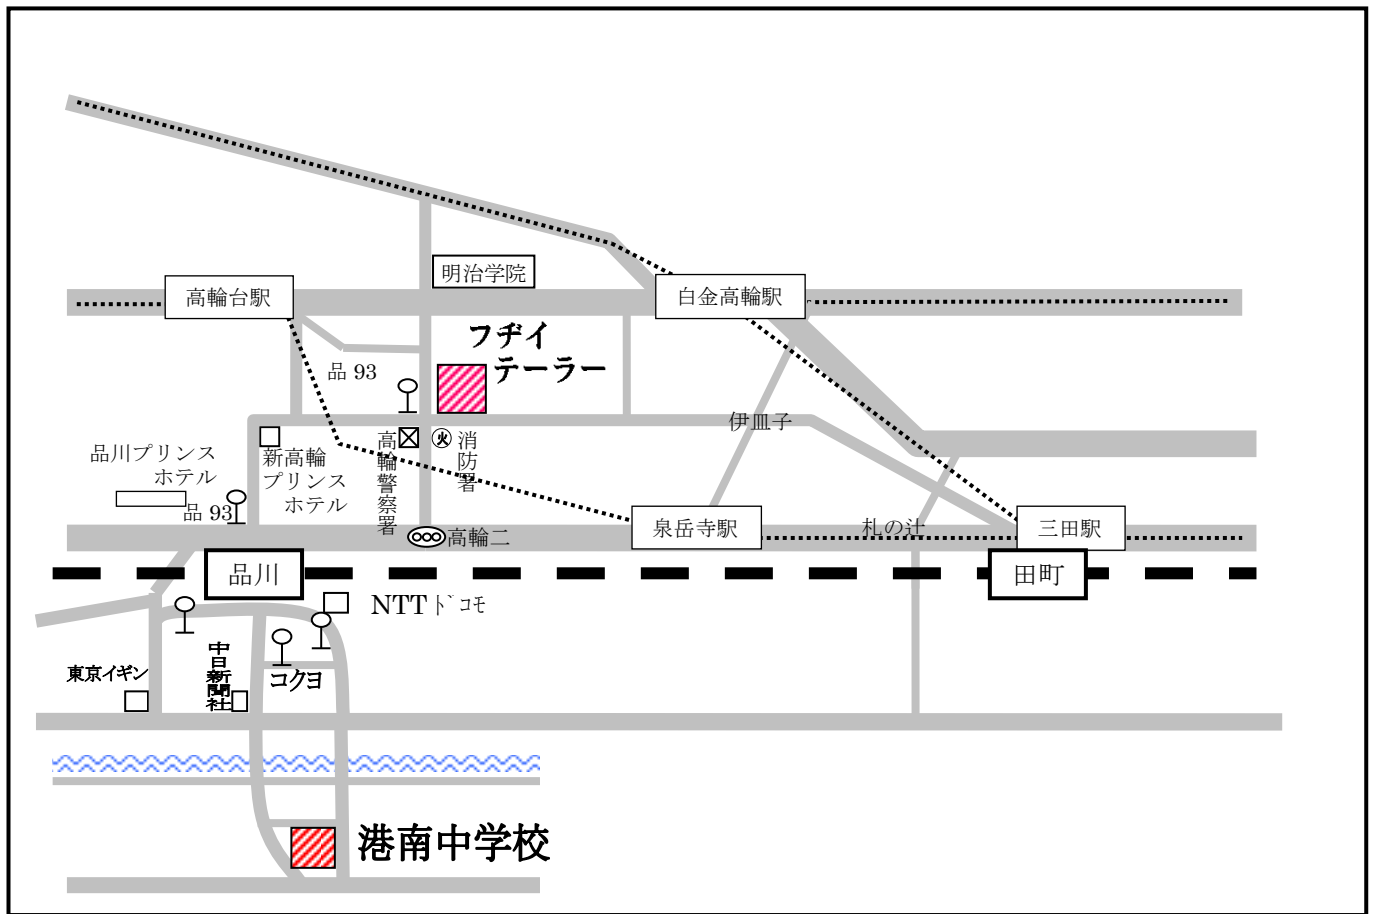 明治学院
高輪台駅
白金高輪駅
フヂイ
テーラー
品 93
伊皿子
品川プリンス
ホテル
新高輪
プリンス
ホテル
高輪警察署
火
消防署
品 93
高輪二
泉岳寺駅
札の辻
三田駅
品川
田町
NTTドコモ
東京イギン
中日新聞社
コクヨ
港南中学校